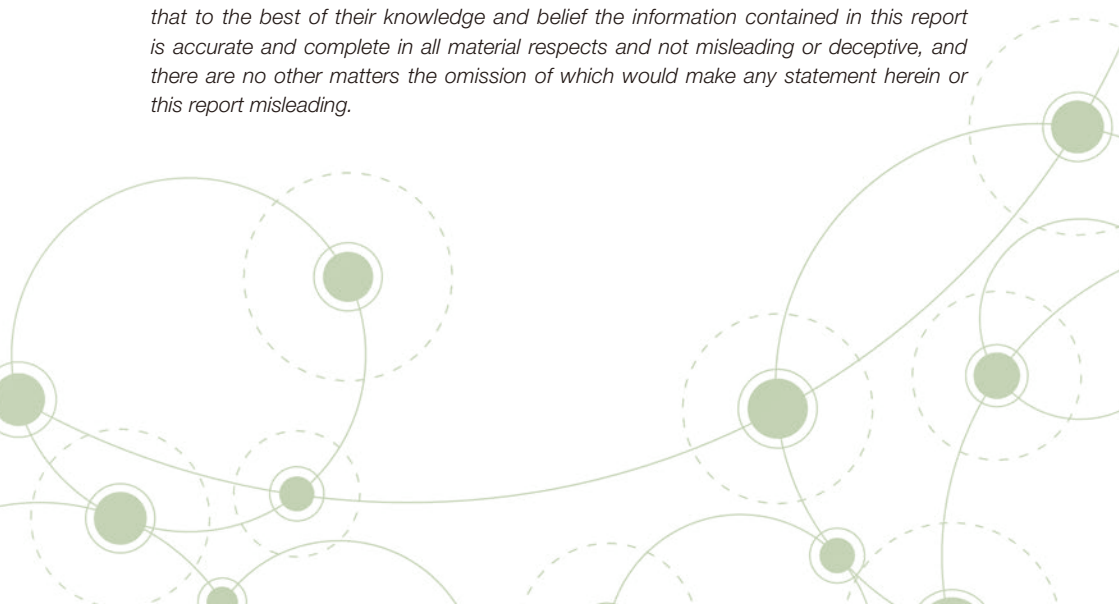 that to the best of their knowledge and belief the information contained in this report
is accurate and complete in all material respects and not misleading or deceptive, and
there are no other matters the omission of which would make any statement herein or
this report misleading.